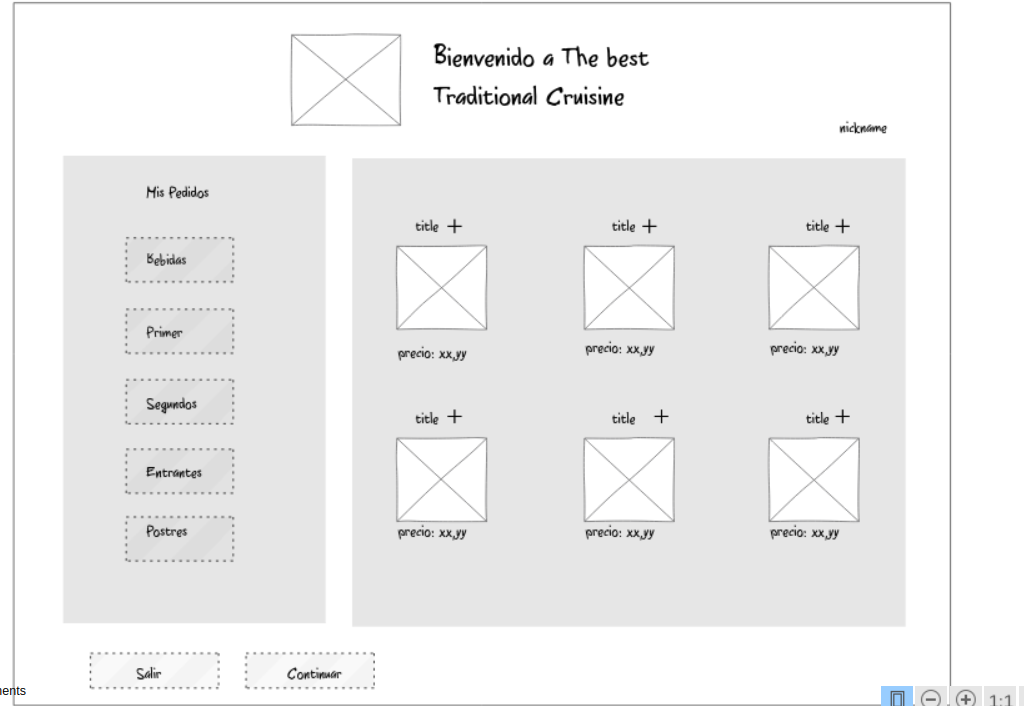 Bienvenido a The best
Traditional Cruisine
nickname
Mis Pedidos
Bebidas
Primer
Segundos
Entrantes
Postres
title +
title +
title +
precio: xx,yy
precio: xx,yy
precio: xx,yy
title +
title +
title +
precio: xx,yy
precio: xx,yy
precio: xx,yy
Salir
Continuar
ents
1:1